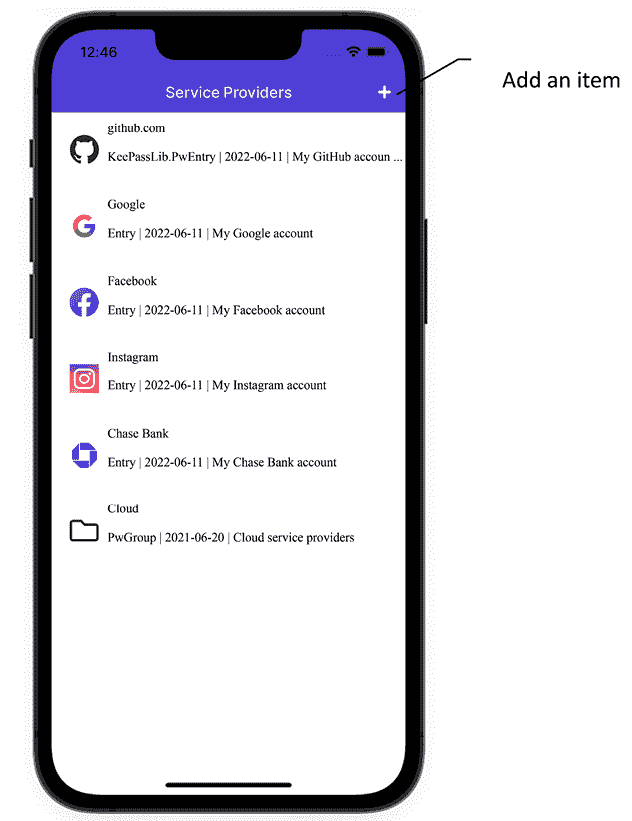 12:46
Service Providers
+
Add an item
github.com
KeePassLib.PwEntry | 2022-06-11 | My GitHub accoun ...
Google
Entry | 2022-06-11 | My Google account
Facebook
Entry | 2022-06-11 | My Facebook account
Instagram
Entry | 2022-06-11 | My Instagram account
Chase Bank
Entry | 2022-06-11 | My Chase Bank account
Cloud
PwGroup | 2021-06-20 | Cloud service providers